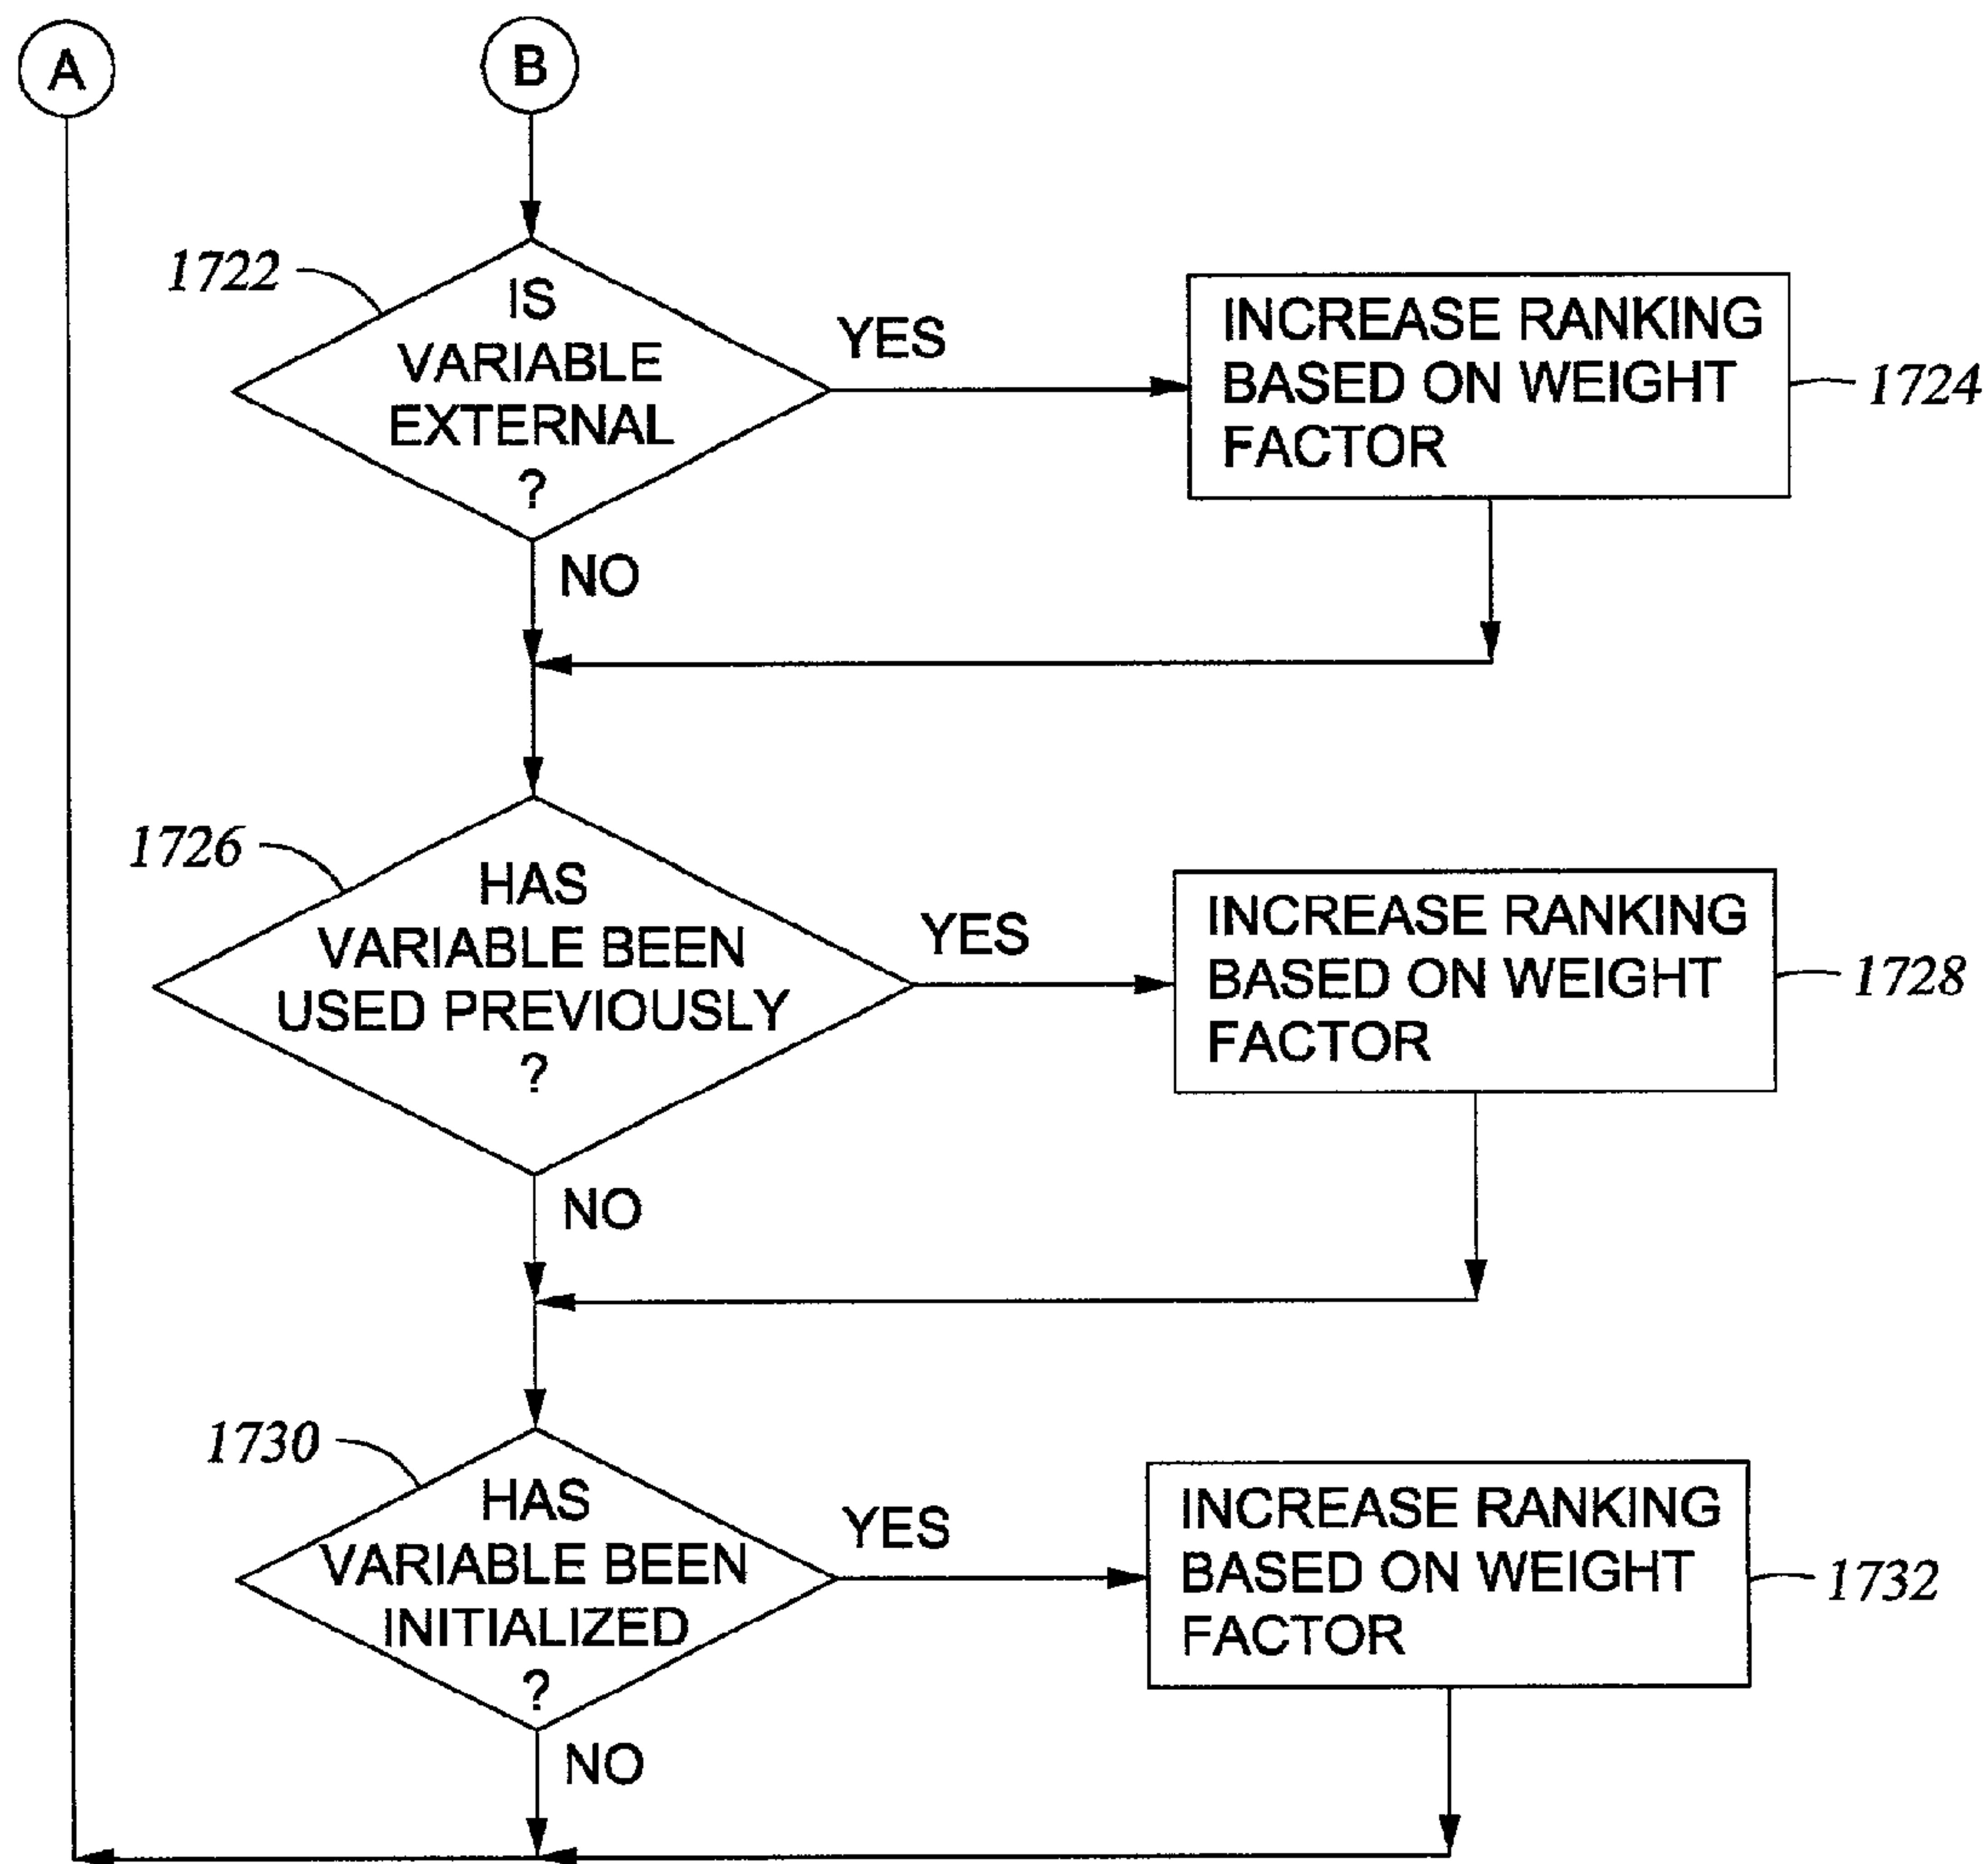 A
B
1722
IS
VARIABLE
EXTERNAL
?
YES
INCREASE RANKING
BASED ON WEIGHT
FACTOR
1724
NO
1726
HAS
VARIABLE BEEN
USED PREVIOUSLY
?
YES
INCREASE RANKING
BASED ON WEIGHT
FACTOR
1728
NO
1730
HAS
VARIABLE BEEN
INITIALIZED
?
YES
INCREASE RANKING
BASED ON WEIGHT
FACTOR
1732
NO